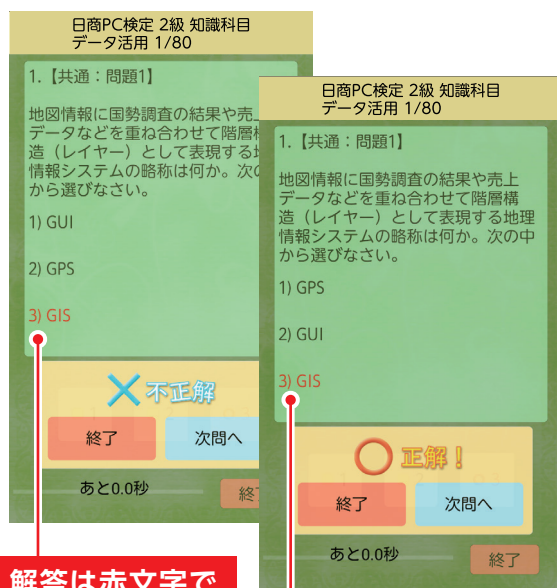 日商PC検定 2級 知識科目
データ活用 1/80
1.【共通：問題1】
地図情報に国勢調査の結果や売上
データなどを重ね合わせて階層
造（レイヤー）として表現する
情報システムの略称は何か。次の
から選びなさい。
1) GUI
2) GPS
3) GIS
不正解
終了
次問へ
あと0.0秒
終了
解答は赤文字で
日商PC検定 2級 知識科目
データ活用 1/80
1.【共通：問題1】
地図情報に国勢調査の結果や売上
データなどを重ね合わせて階層構
造（レイヤー）として表現する地理
情報システムの略称は何か。次の中
から選びなさい。
1) GPS
2) GUI
3) GIS
正解！
終了
次問へ
あと0.0秒
終了